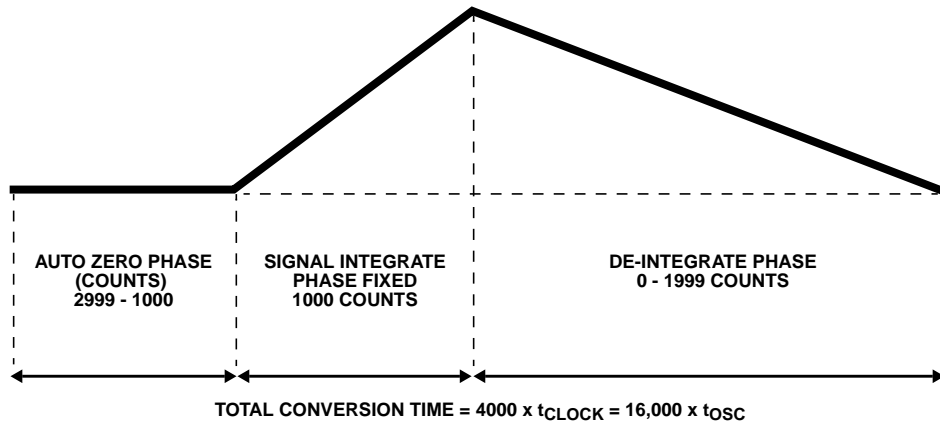 AUTO ZERO PHASE
(COUNTS)
2999 - 1000
SIGNAL INTEGRATE
PHASE FIXED
1000 COUNTS
DE-INTEGRATE PHASE
0 - 1999 COUNTS
TOTAL CONVERSION TIME = 4000 x tCLOCK = 16,000 x tOSC